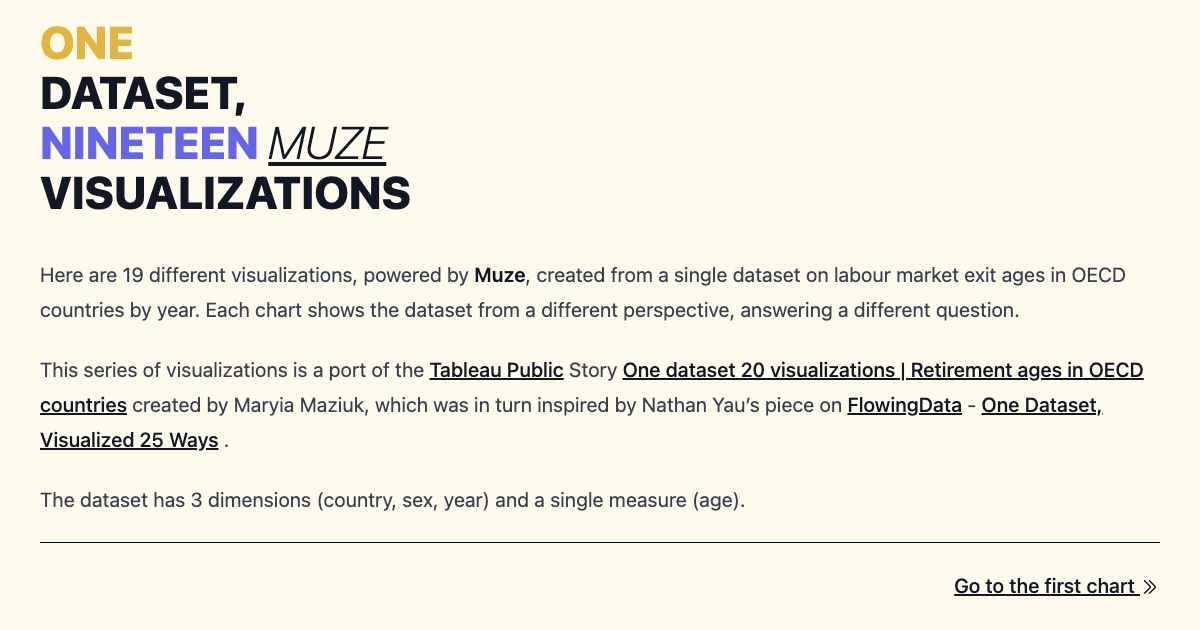 ONE
DATASET,
NINETEEN MUZE
VISUALIZATIONS
Here are 19 different visualizations, powered by Muze, created from a single dataset on labour market exit ages in OECD
countries by year. Each chart shows the dataset from a different perspective, answering a different question.
This series of visualizations is a port of the Tableau Public Story One dataset 20 visualizations | Retirement ages in OECD
countries created by Maryia Maziuk, which was in turn inspired by Nathan Yau’s piece on FlowingData - One Dataset,
Visualized 25 Ways .
The dataset has 3 dimensions (country, sex, year) and a single measure (age).
Go to the first chart »